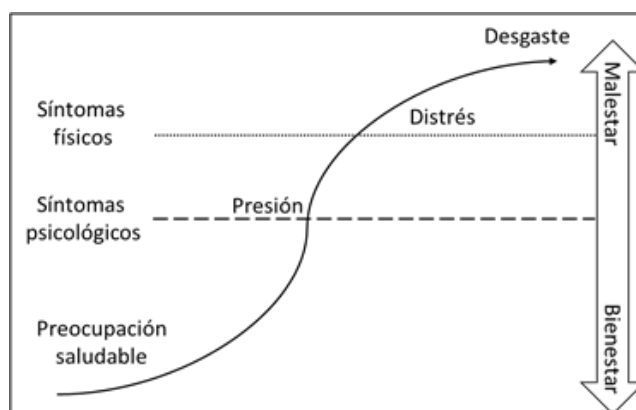 Desgaste
Síntomas
físicos
Distrés
Malestar
Síntomas
psicológicos
Presión
Preocupación
saludable
Bienestar